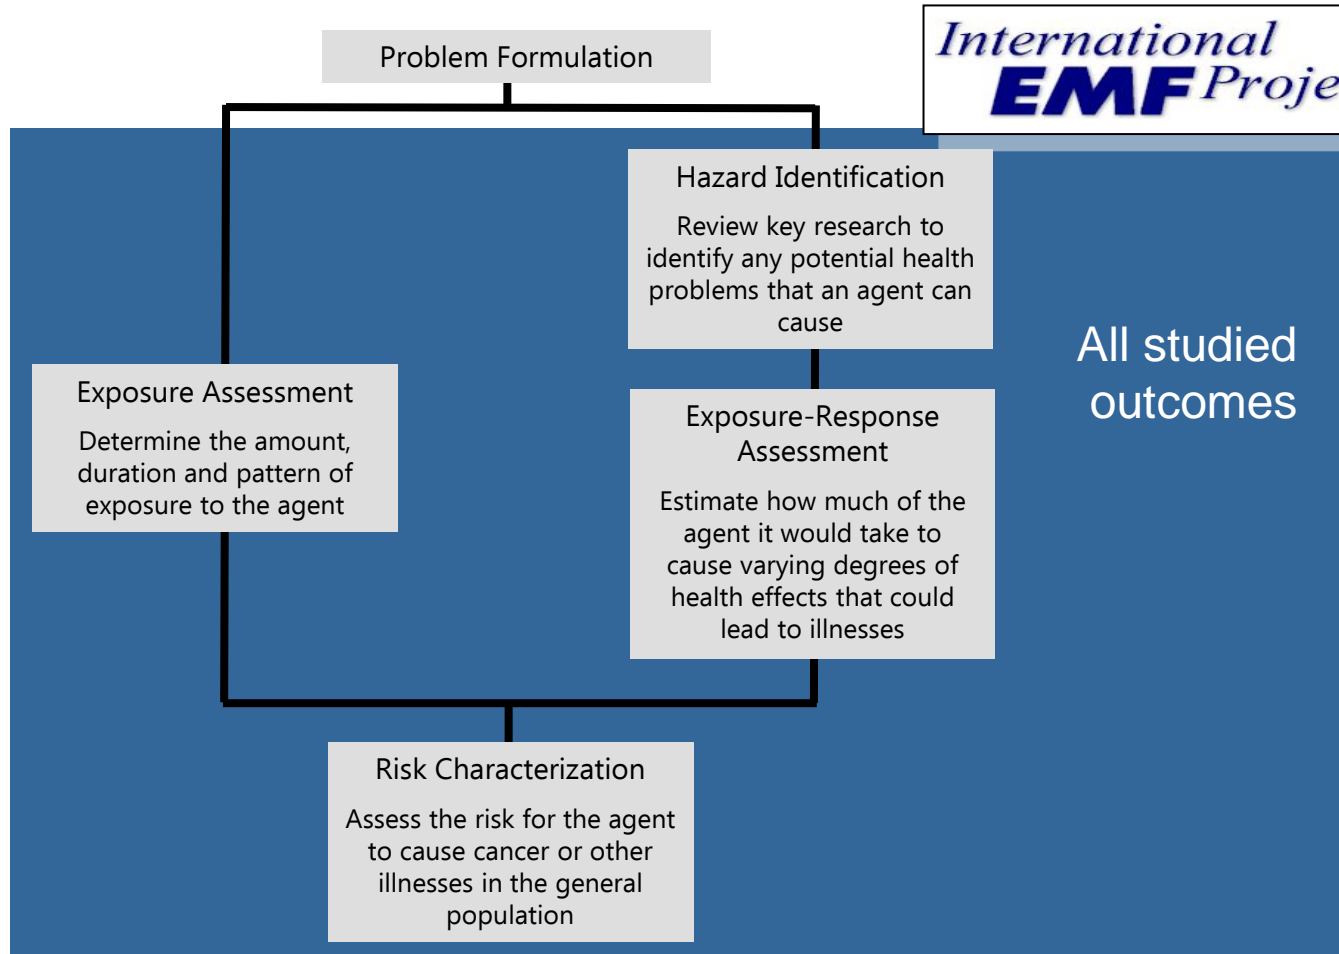 Problem Formulation
International
EMF Proje
Hazard Identification
Review key research to
identify any potential health
problems that an agent can
cause
All studied
outcomes
Exposure Assessment
Determine the amount,
duration and pattern of
exposure to the agent
Exposure-Response
Assessment
Estimate how much of the
agent it would take to
cause varying degrees of
health effects that could
lead to illnesses
Risk Characterization
Assess the risk for the agent
to cause cancer or other
illnesses in the general
population